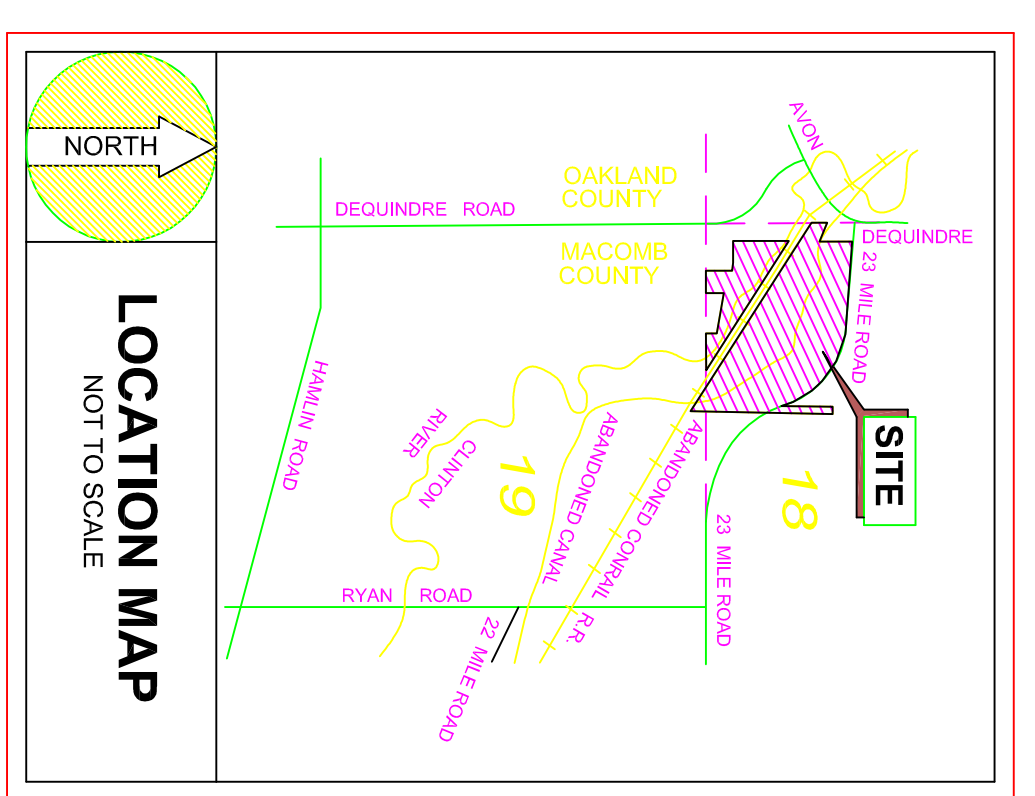 NORTH
LOCATION MAP
NOT TO SCALE
AVON
OAKLAND
COUNTY
DEQUINDRE ROAD
DEQUINDRE
MACOMB
COUNTY
23 MILE ROAD
HAMLIN ROAD
CLINTON
RIVER
19
ABANDONED CANAL
ABANDONED CONRAIL R.R.
18
SITE
23 MILE ROAD
RYAN ROAD
22 MILE ROAD